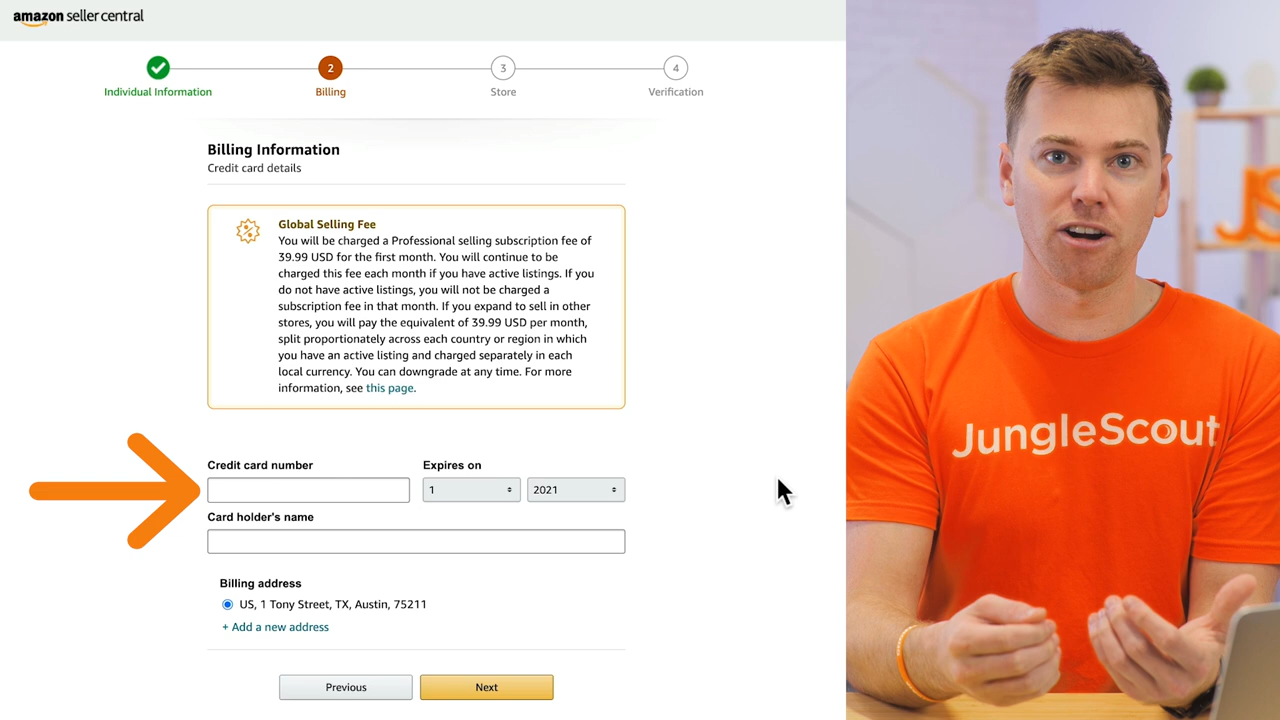 amazon seller central
2
3
4
Individual Information
Billing
Store
Verification
Billing Information
Credit card details
Global Selling Fee
You will be charged a Professional selling subscription fee of
39.99 USD for the first month. You will continue to be
charged this fee each month if you have active listings. If you
do not have active listings, you will not be charged a
subscription fee in that month. If you expand to sell in other
stores, you will pay the equivalent of 39.99 USD per month,
split proportionately across each country or region in which
you have an active listing and charged separately in each
local currency. You can downgrade at any time. For more
information, see this page.
Credit card number
Expires on
1
2021
Card holder's name
Billing address
US, 1 Tony Street, TX, Austin, 75211
+ Add a new address
Previous
Next
JungleScout
JS